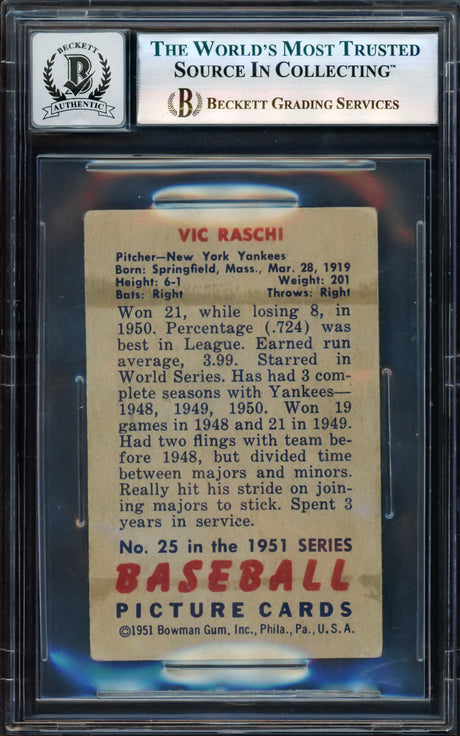 BECKETT
B
AUTHENTIC
THE WORLD'S MOST TRUSTED
SOURCE IN COLLECTING™
B BECKETT GRADING SERVICES
VIC RASCHI
Pitcher—New York Yankees
Born: Springfield, Mass., Mar. 28, 1919
Height: 6-1 Weight: 201
Bats: Right Throws: Right
Won 21, while losing 8, in
1950. Percentage (.724) was
best in League. Earned run
average, 3.99. Starred in
World Series. Has had 3 com-
plete seasons with Yankees—
1948, 1949, 1950. Won 19
games in 1948 and 21 in 1949.
Had two flings with team be-
fore 1948, but divided time
between majors and minors.
Really hit his stride on join-
ing majors to stick. Spent 3
years in service.
No. 25 in the 1951 SERIES
BASEBALL
PICTURE CARDS
©1951 Bowman Gum, Inc., Phila., Pa., U.S.A.